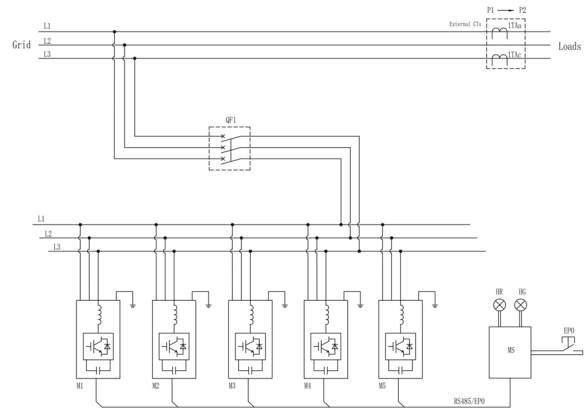 P1 P2
External CTs 1TAa
L1
Grid L2 Loads
L3 1TAc
QF1
L1
L2
L3
HR HG
EPO
MS
M1 M2 M3 M4 M5
RS485/EPO